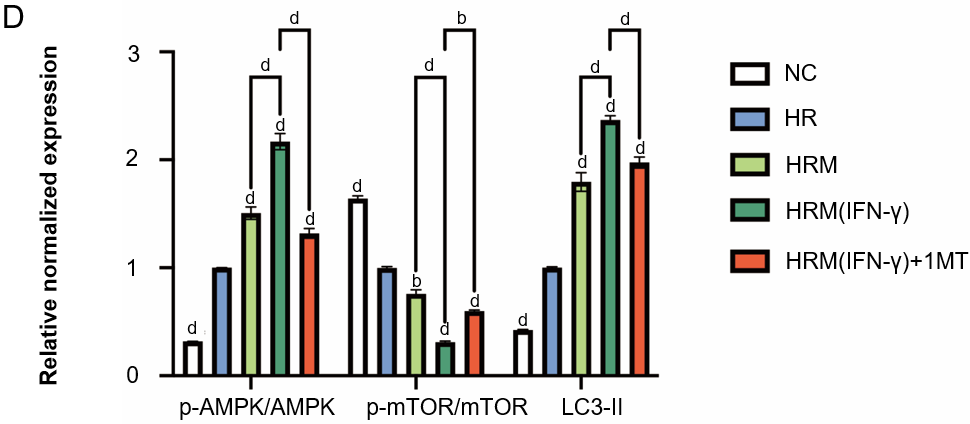 D
Relative normalized expression
3
2
1
0
d
d
d
d
d
d
d
d
b
d
d
b
d
d
d
d
d
d
d
p-AMPK/AMPK
p-mTOR/mTOR
LC3-II
NC
HR
HRM
HRM(IFN-γ)
HRM(IFN-γ)+1MT